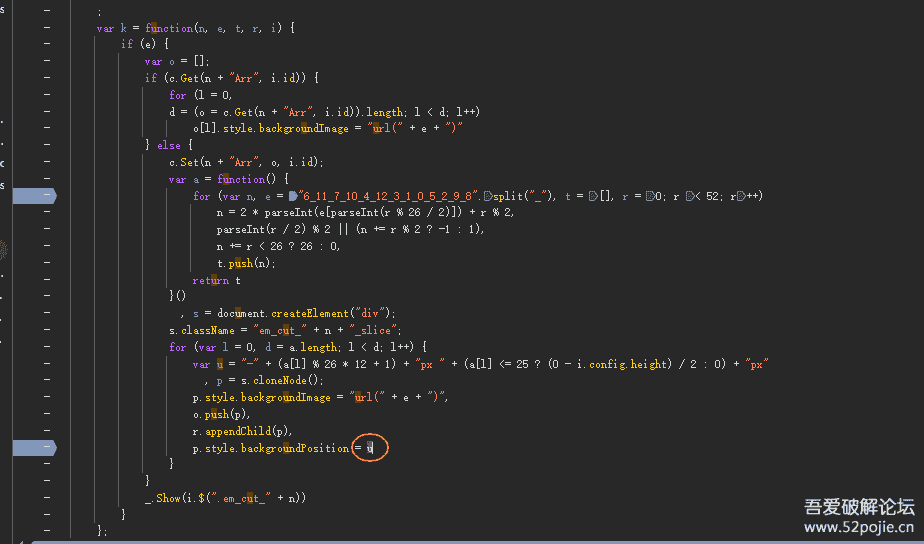 ;
var k = function(n, e, t, r, i) {
if (e) {
var o = [];
if (c.Get(n + "Arr", i.id)) {
for (l = 0,
d = (o = c.Get(n + "Arr", i.id)).length; l < d; l++)
o[l].style.backgroundImage = "url(" + e + ")"
} else {
c.Set(n + "Arr", o, i.id);
var a = function() {
for (var n, e = "6_11_7_10_4_12_3_1_0_5_2_9_8".split("_"), t = [], r = 0; r < 52; r++)
n = 2 * parseInt(e[parseInt(r % 26 / 2)]) + r % 2,
parseInt(r / 2) % 2 || (n += r % 2 ? -1 : 1),
n += r < 26 ? 26 : 0,
t.push(n);
return t
}()
, s = document.createElement("div");
s.className = "em_cut_" + n + "_slice";
for (var l = 0, d = a.length; l < d; l++) {
var u = "-" + (a[l] % 26 * 12 + 1) + "px " + (a[l] <= 25 ? (0 - i.config.height) / 2 : 0) + "px"
, p = s.cloneNode();
p.style.backgroundImage = "url(" + e + ")",
o.push(p),
r.appendChild(p),
p.style.backgroundPosition = u
}
}
_.Show(i.$(".em_cut_" + n))
}
};
吾爱破解论坛
www.52pojie.cn